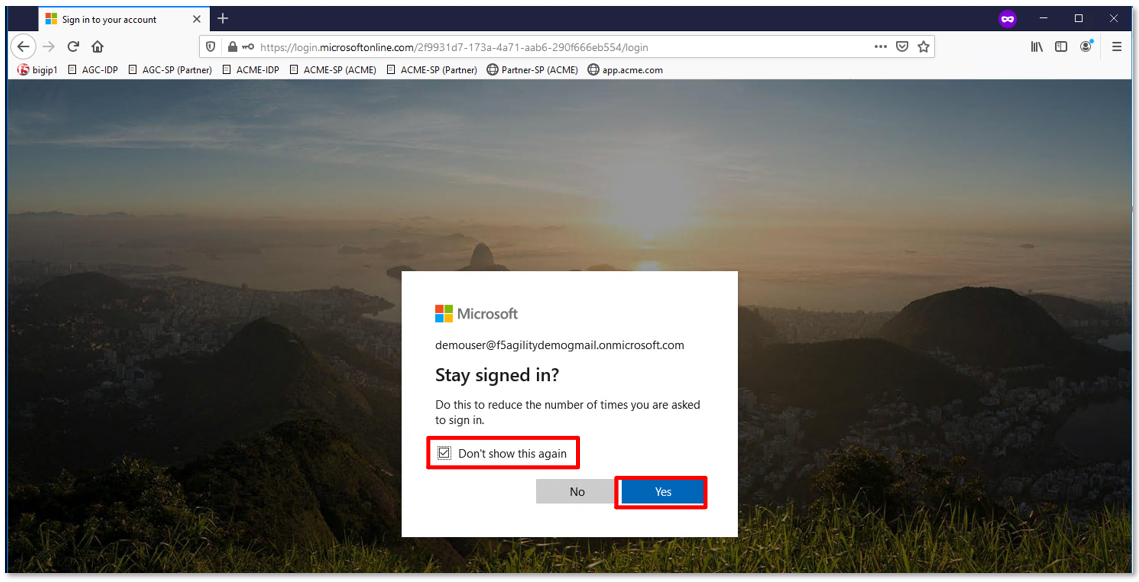 Sign in to your account
https://login.microsoftonline.com/2f9931d7-173a-4a71-aab6-290f666eb554/login
bigip1 AGC-IDP AGC-SP (Partner) ACME-IDP ACME-SP (ACME) ACME-SP (Partner) Partner-SP (ACME) app.acme.com
Microsoft
demouser@f5agilitydemogmail.onmicrosoft.com
Stay signed in?
Do this to reduce the number of times you are asked
to sign in.
Don't show this again
No Yes